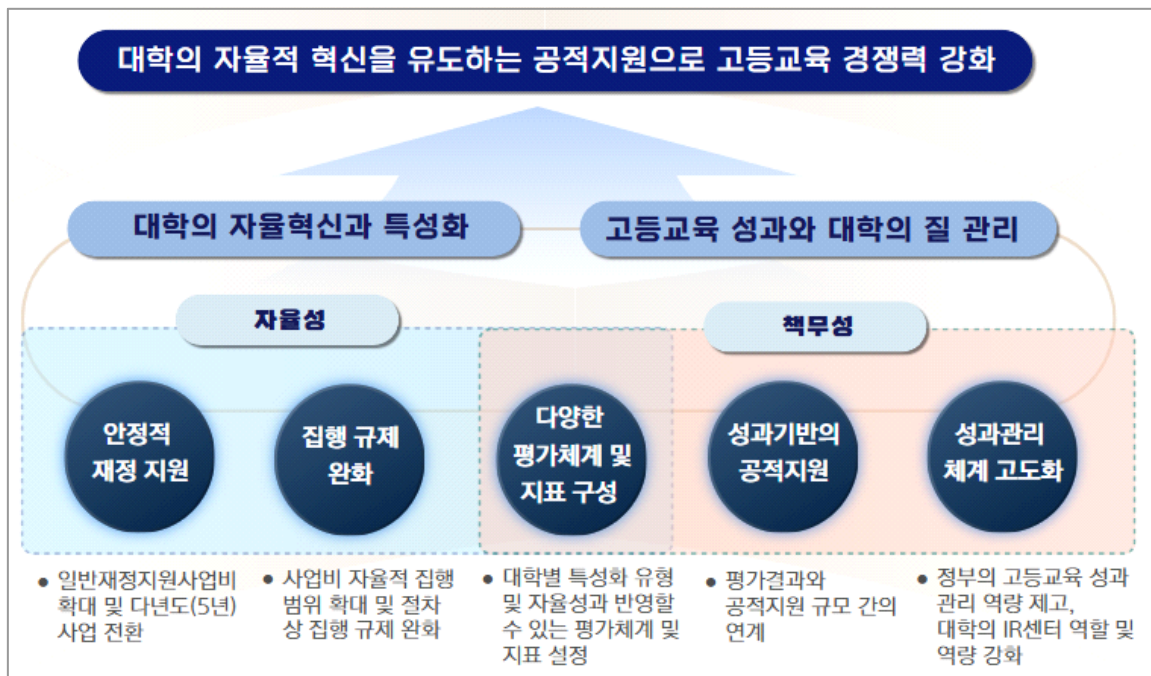 대학의 자율적 혁신을 유도하는 공적지원으로 고등교육 경쟁력 강화
대학의 자율혁신과 특성화
고등교육 성과와 대학의 질 관리
자율성
책무성
안정적
재정 지원
집행 규제
완화
다양한
평가체계 및
지표 구성
성과기반의
공적지원
성과관리
체계 고도화
• 일반재정지원사업비
확대 및 다년도(5년)
사업 전환
• 사업비 자율적 집행
범위 확대 및 절차
상 집행 규제 완화
• 대학별 특성화 유형
및 자율성과 반영할
수 있는 평가체계 및
지표 설정
• 평가결과와
공적지원 규모 간의
연계
• 정부의 고등교육 성과
관리 역량 제고,
대학의 IR센터 역할 및
역량 강화